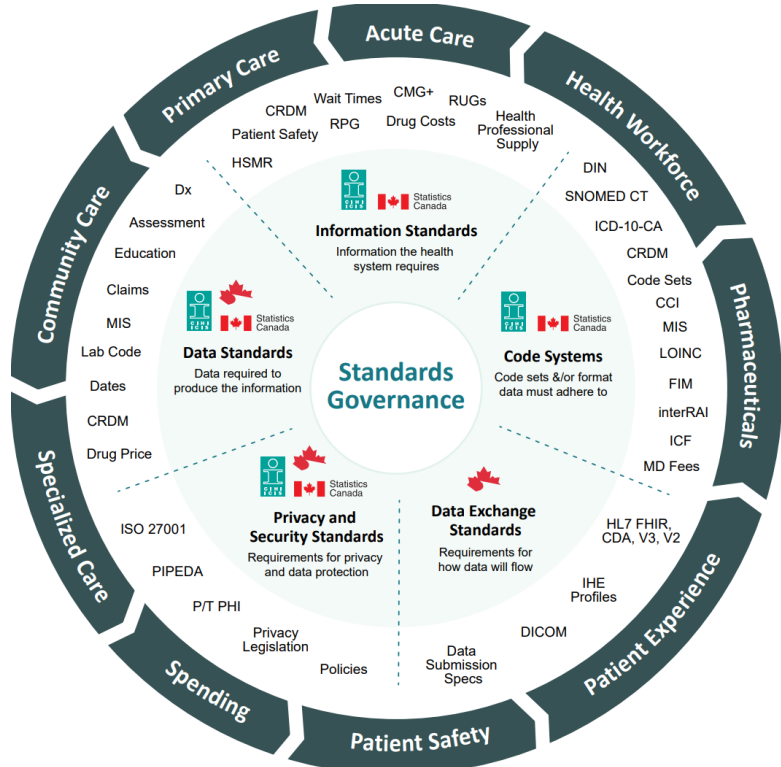 Acute Care
Primary Care
Health Workforce
Community Care
Pharmaceuticals
Specialized Care
Patient Experience
Spending
Patient Safety
Wait Times
CMG+
RUGs
CRDM
RPG
Drug Costs
Health
Professional
Supply
Patient Safety
HSMR
Statistics
Canada
Information Standards
Information the health
system requires
DIN
SNOMED CT
ICD-10-CA
CRDM
Code Sets
CCI
MIS
LOINC
FIM
interRAI
ICF
MD Fees
Statistics
Canada
Code Systems
Code sets &/or format
data must adhere to
Dx
Assessment
Education
Claims
MIS
Lab Code
Dates
CRDM
Drug Price
Statistics
Canada
Data Standards
Data required to
produce the information
Standards
Governance
Statistics
Canada
Privacy and
Security Standards
Requirements for privacy
and data protection
ISO 27001
PIPEDA
P/T PHI
Privacy
Legislation
Policies
Data Exchange
Standards
Requirements for
how data will flow
HL7 FHIR,
CDA, V3, V2
IHE
Profiles
DICOM
Data
Submission
Specs